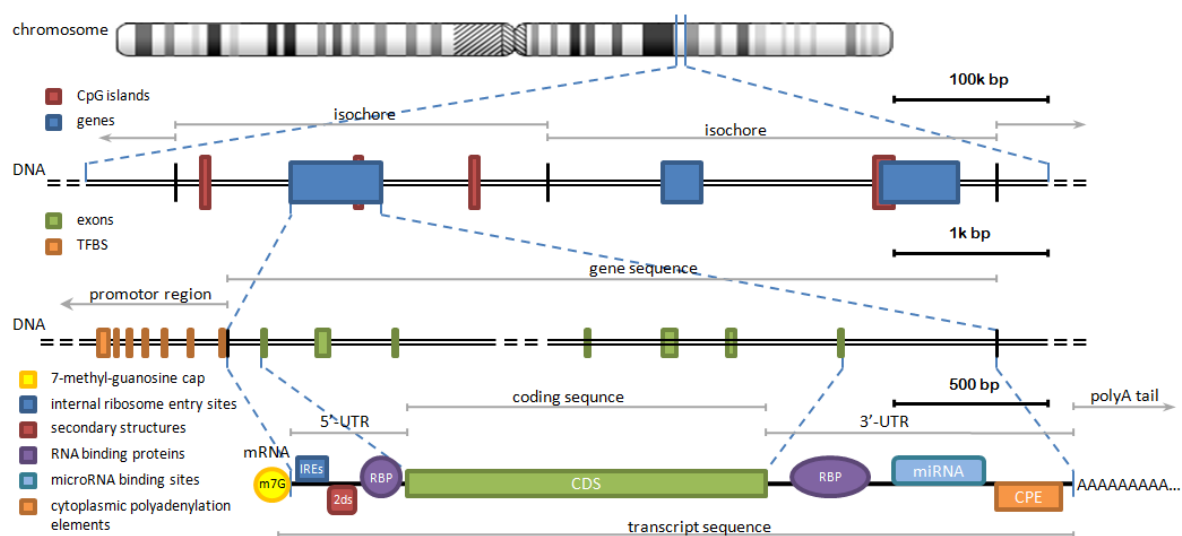 chromosome
100k bp
CpG islands
genes
isochore
isochore
DNA
exons
TFBS
1k bp
gene sequence
promotor region
DNA
7-methyl-guanosine cap
internal ribosome entry sites
secondary structures
RNA binding proteins
microRNA binding sites
cytoplasmic polyadenylation
elements
500 bp
coding sequnce
polyA tail
5'-UTR
3'-UTR
mRNA
m7G
IREs
2ds
RBP
CDS
RBP
miRNA
CPE
AAAAAAAAA...
transcript sequence